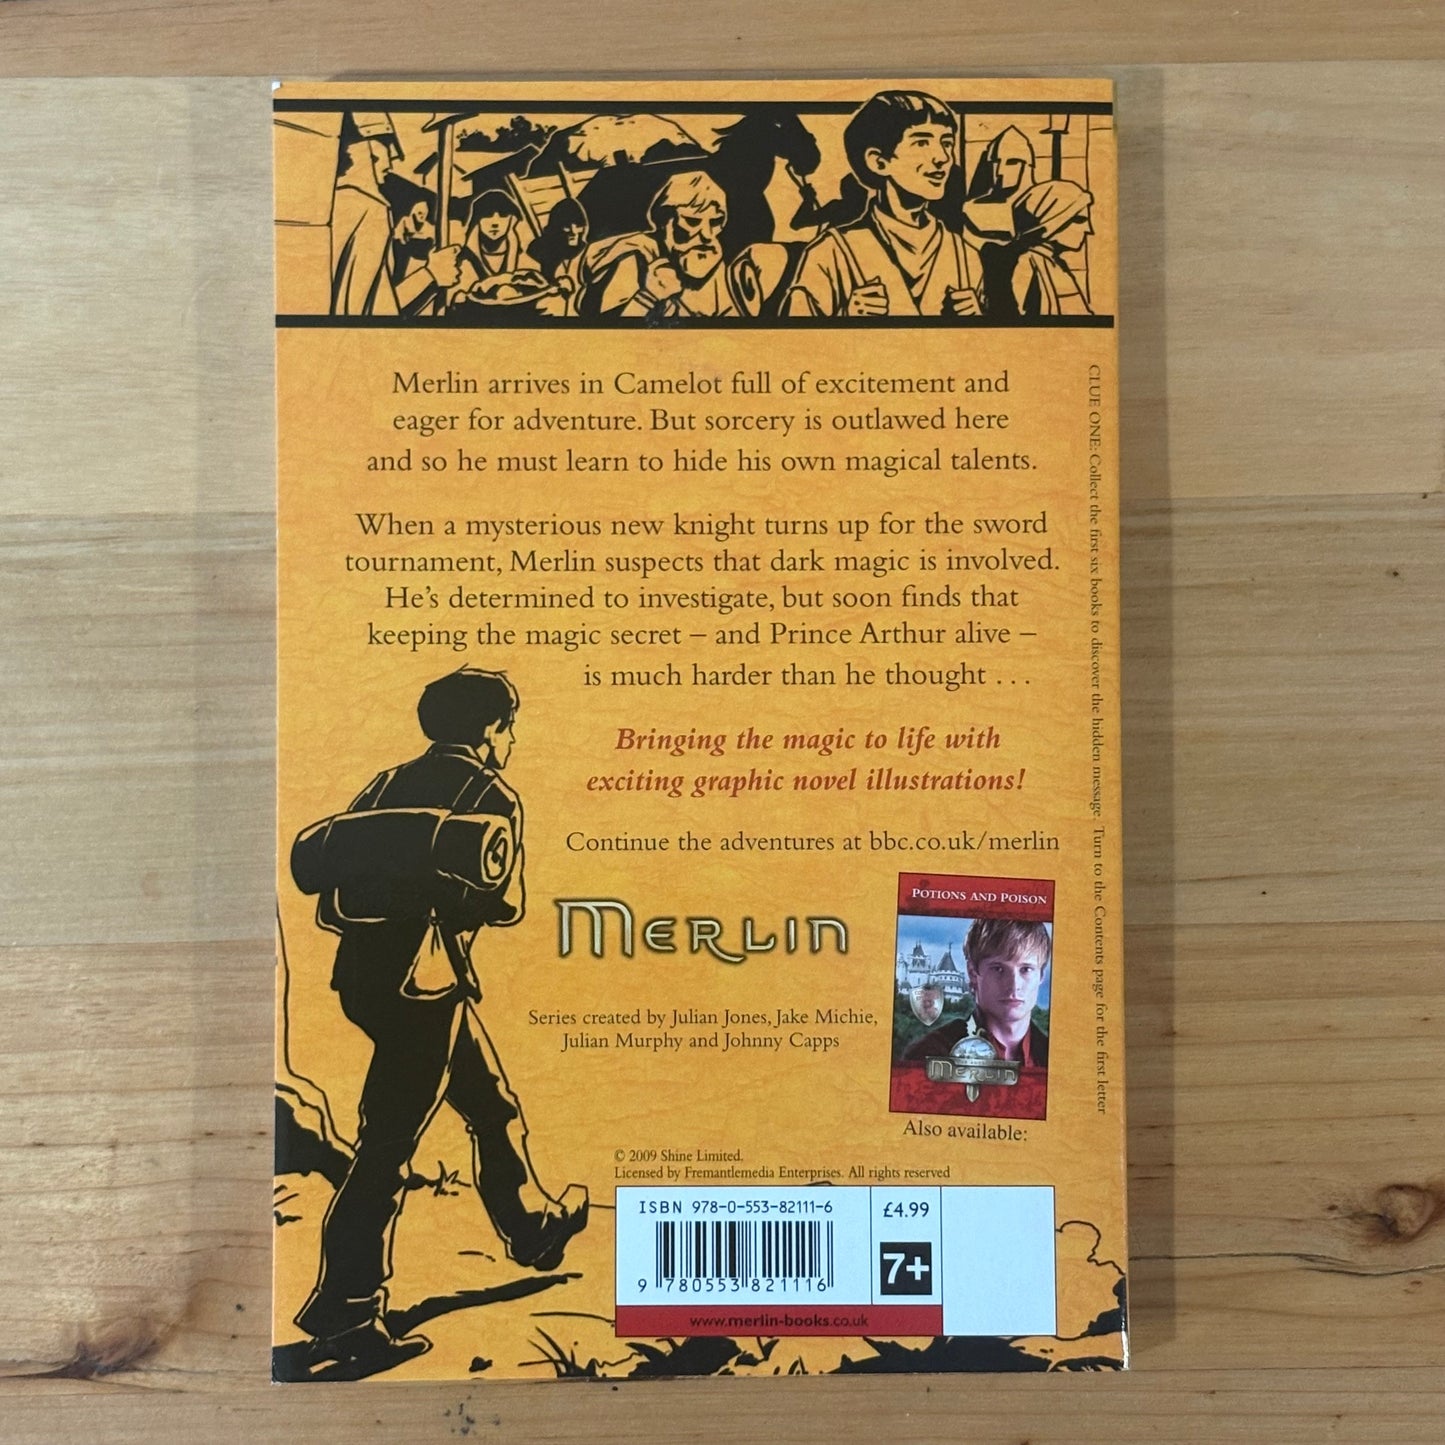 Merlin arrives in Camelot full of excitement and
eager for adventure. But sorcery is outlawed here
and so he must learn to hide his own magical talents.
When a mysterious new knight turns up for the sword
tournament, Merlin suspects that dark magic is involved.
He's determined to investigate, but soon finds that
keeping the magic secret – and Prince Arthur alive –
is much harder than he thought . . .
Bringing the magic to life with
exciting graphic novel illustrations!
Continue the adventures at bbc.co.uk/merlin
MERLIN
Series created by Julian Jones, Jake Michie,
Julian Murphy and Johnny Capps
POTIONS AND POISON
MERLIN
Also available:
© 2009 Shine Limited.
Licensed by Fremantlemedia Enterprises. All rights reserved
ISBN 978-0-553-82111-6
£4.99
7+
9 780553 821116
www.merlin-books.co.uk
CLUE ONE: Collect the first six books to discover the hidden message. Turn to the Contents page for the first letter